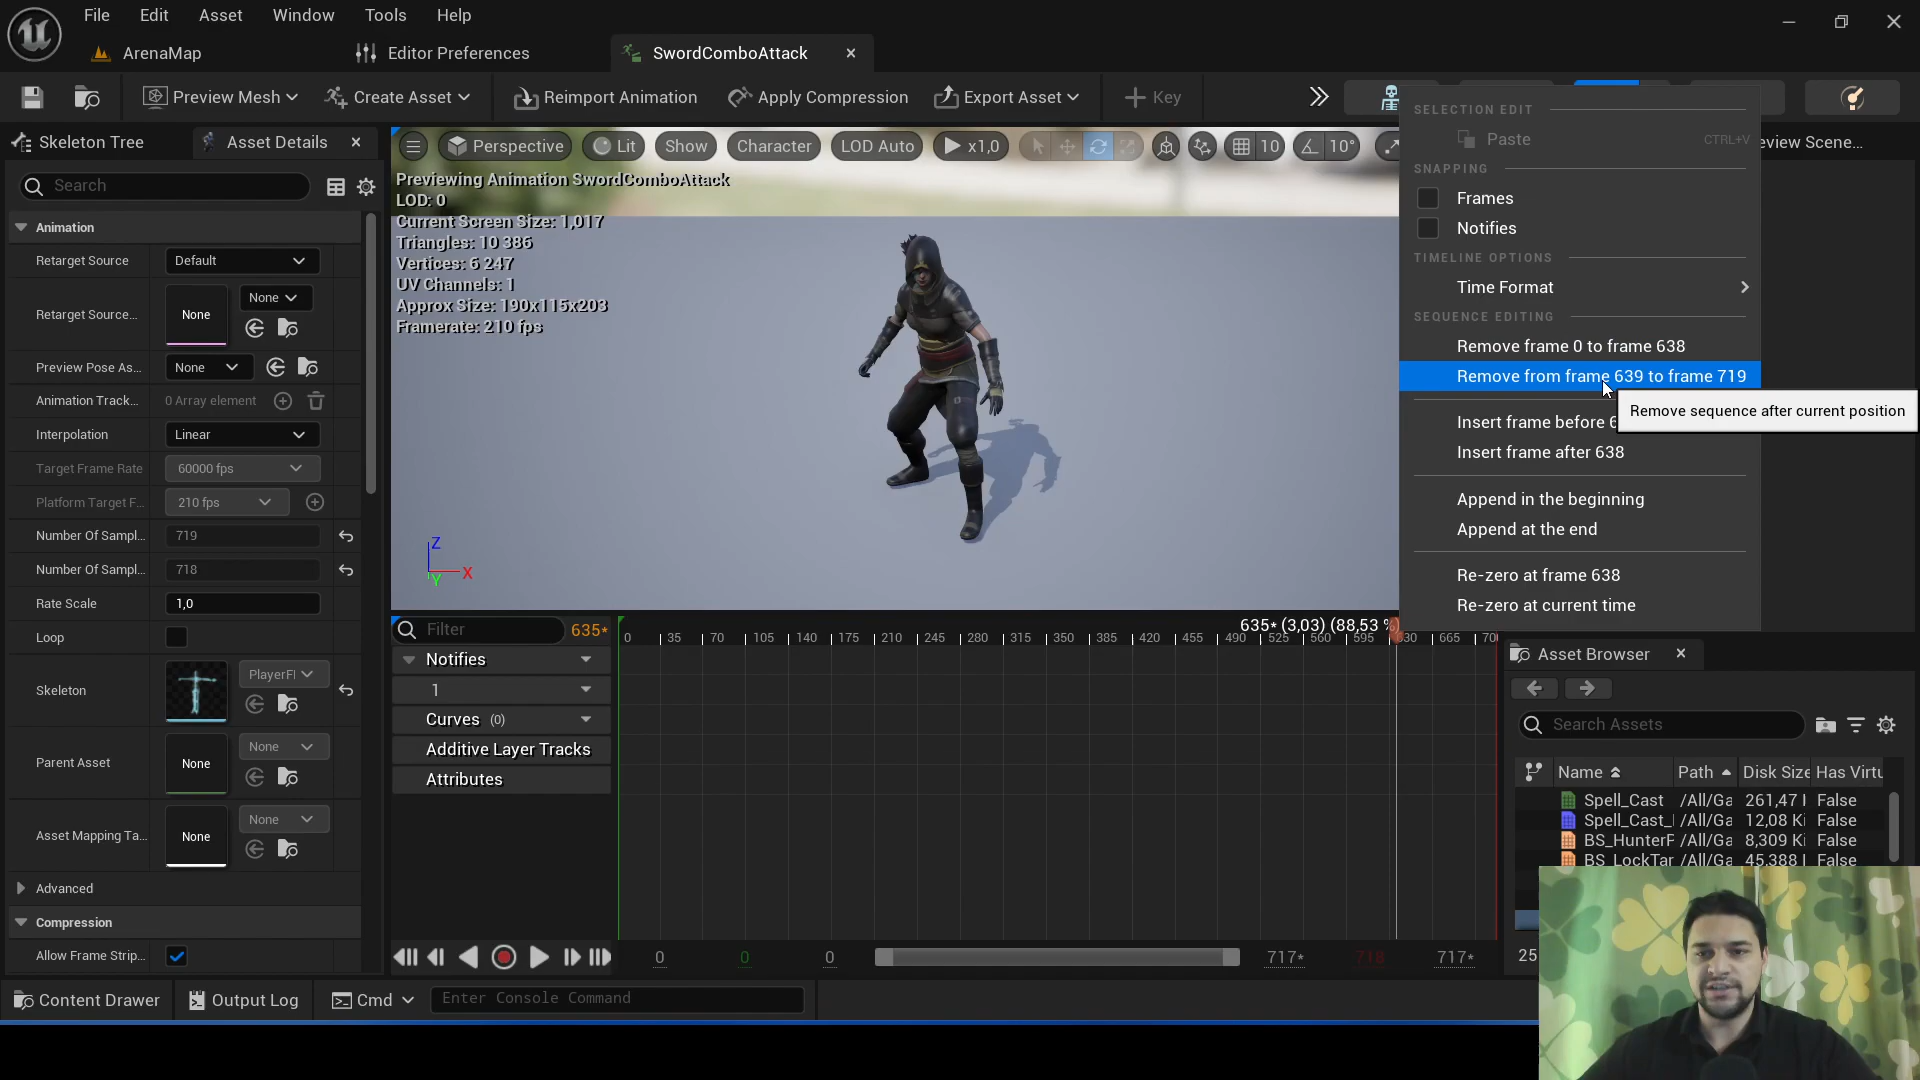 File Edit Asset Window Tools Help
ArenaMap Editor Preferences SwordComboAttack
Preview Mesh Create Asset Reimport Animation Apply Compression Export Asset Key
Skeleton Tree Asset Details
Search
Animation
Retarget Source Default
Retarget Source... None None
Preview Pose As... None
Animation Track... 0 Array element
Interpolation Linear
Target Frame Rate 60000 fps
Platform Target F... 210 fps
Number Of Sampl... 719
Number Of Sampl... 718
Rate Scale 1,0
Loop
Skeleton PlayerFl
Parent Asset None None
Asset Mapping Ta... None None
Advanced
Compression
Allow Frame Strip...
Perspective Lit Show Character LOD Auto x1,0 10 10°
Previewing Animation SwordComboAttack
LOD: 0
Current Screen Size: 1,017
Triangles: 10 386
Vertices: 6 247
UV Channels: 1
Approx Size: 190x115x203
Framerate: 210 fps
Z
X
Y
SELECTION EDIT
Paste CTRL+V
SNAPPING
Frames
Notifies
TIMELINE OPTIONS
Time Format
SEQUENCE EDITING
Remove frame 0 to frame 638
Remove from frame 639 to frame 719
Remove sequence after current position
Insert frame before
Insert frame after 638
Append in the beginning
Append at the end
Re-zero at frame 638
Re-zero at current time
eview Scene...
Filter 635*
635* (3,03) (88,53 %
0 35 70 105 140 175 210 245 280 315 350 385 420 455 490 525 560 595 30 665 70
Notifies
1
Curves (0)
Additive Layer Tracks
Attributes
0 0 0 717* 718 717*
Asset Browser
Search Assets
Name Path Disk Size Has Virtu
Spell_Cast /All/Ga 261,47 False
Spell_Cast_ /All/Ga 12,08 Ki False
BS_HunterF /All/Ga 8,309 Ki False
BS_LockTar /All/Ga 45,388 False
25
Content Drawer Output Log Cmd Enter Console Command